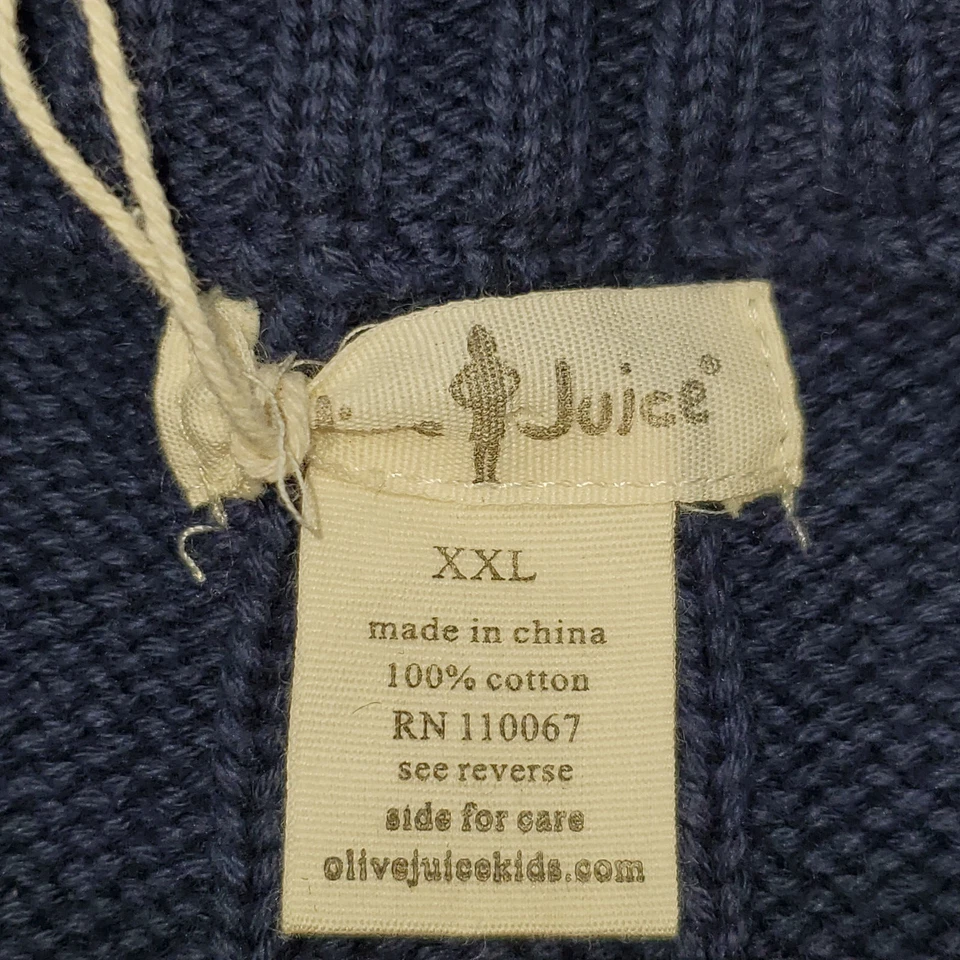 Juice®
XXL
made in china
100% cotton
RN 110067
see reverse
side for care
olivejuicekids.com